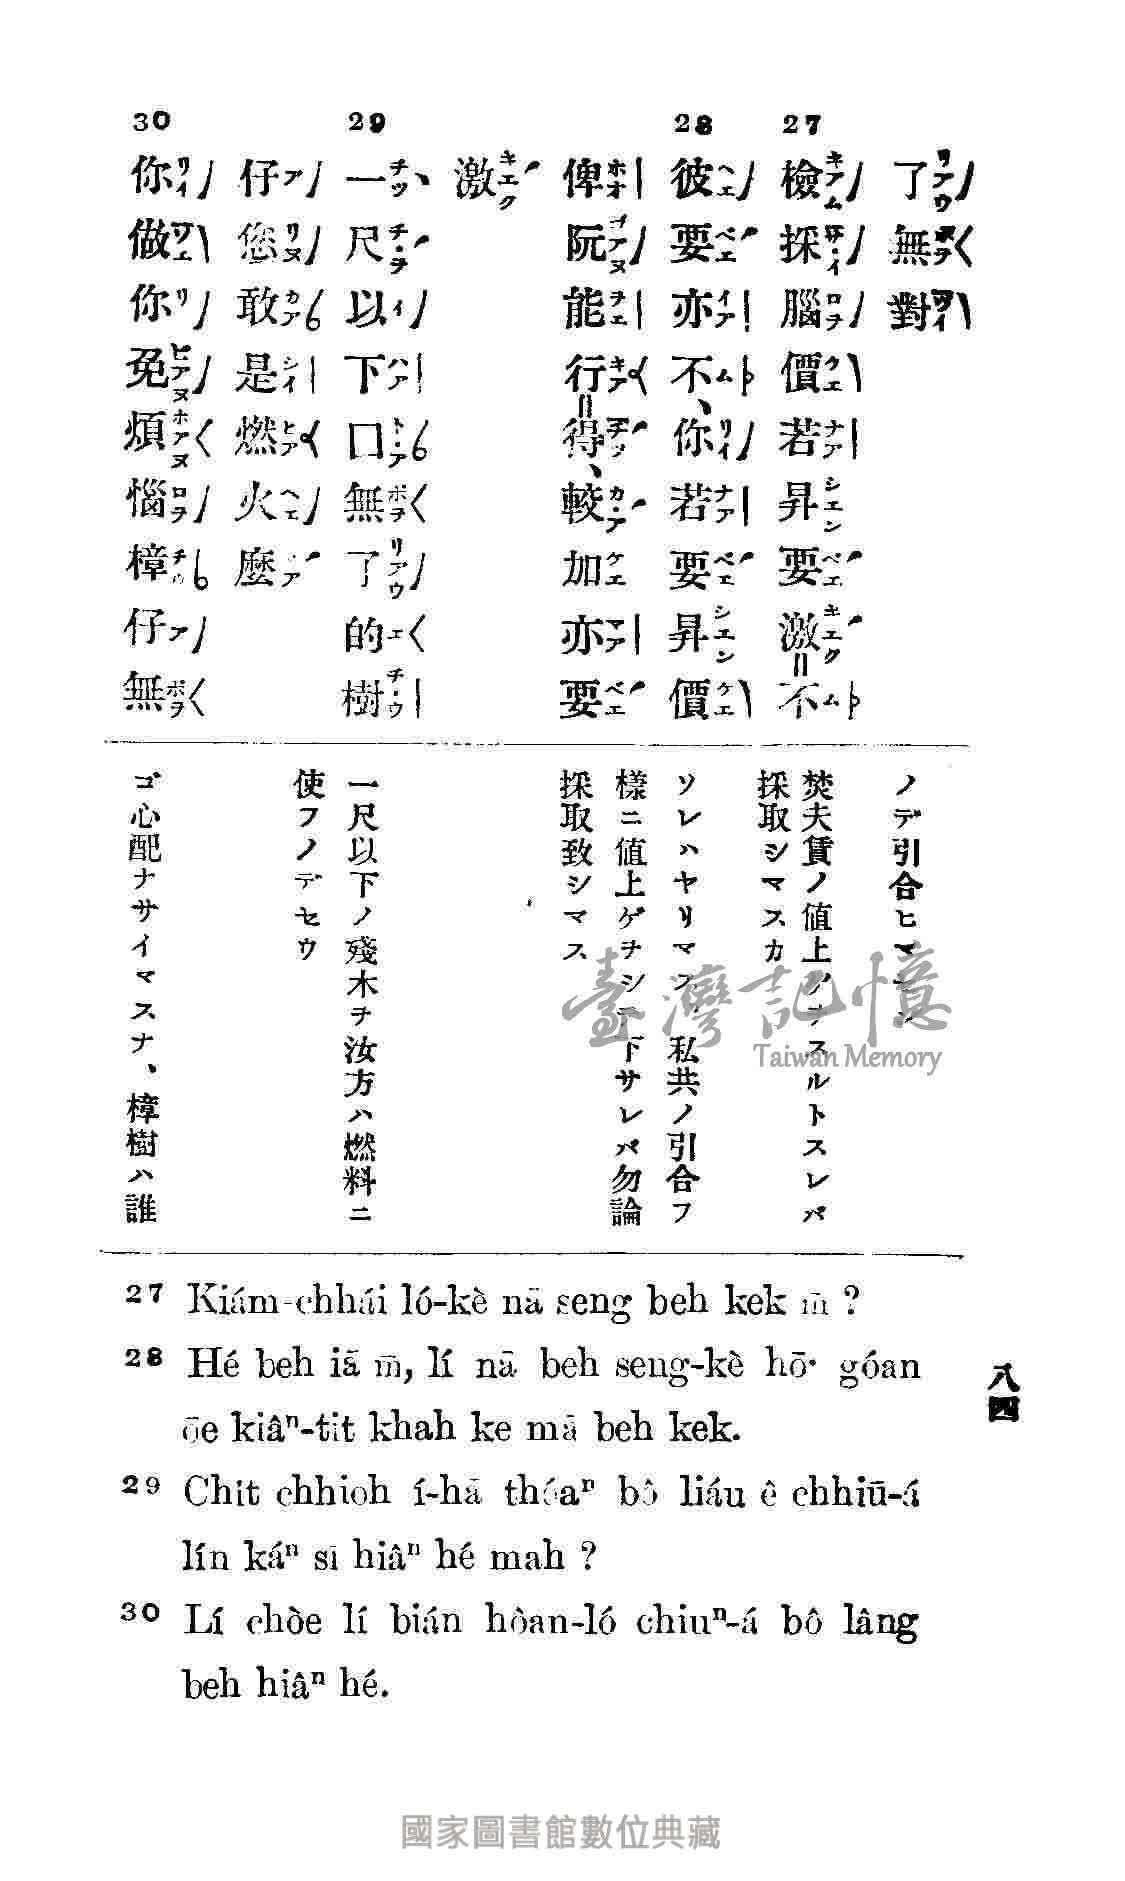 了無對
27
檢採腦價若昇要激不
28
彼要亦不、你若要昇價
俾阮能行得、較加亦要
激
29
一尺以下口無了的樹
仔您敢是燃火麼
30
你做你免煩惱樟仔無
ノデ引合ヒマセン
焚夫賃ノ値上ノヲスルトスレバ
採取シマスカ
ソレハヤリマス、私共ノ引合フ
樣ニ値上ゲヲシテ下サレバ勿論
採取致シマス
一尺以下ノ殘木ヲ汝方ハ燃料ニ
使フノデセウ
ゴ心配ナサイマスナ、樟樹ハ誰
27 Kiám-chhái ló-kè nā seng beh kek m̄ ?
28 Hé beh iā m̄, lí nā beh seng-kè hō· góan
ōe kiâⁿ-tit khah ke mā beh kek.
29 Chit chhioh í-hā thóaⁿ bô liáu ê chhiū-á
lín káⁿ sī hiâⁿ hé mah ?
30 Lí chòe lí bián hôan-ló chiuⁿ-á bô lâng
beh hiâⁿ hé.
八四
臺灣記憶
Taiwan Memory
國家圖書館數位典藏